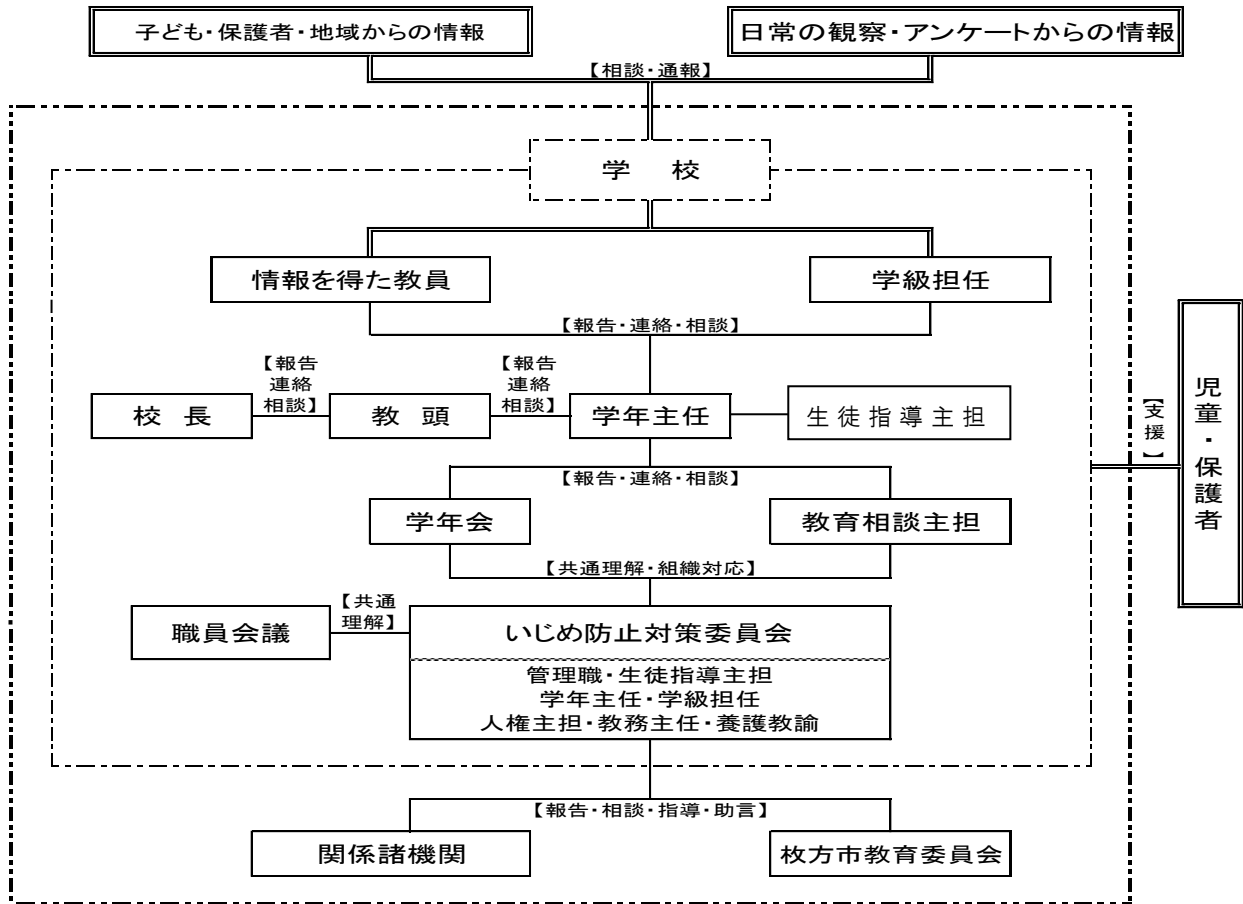 子ども・保護者・地域からの情報
日常の観察・アンケートからの情報
【相談・通報】
学　校
情報を得た教員
学級担任
【報告・連絡・相談】
【報告
連絡
相談】
【報告
連絡
相談】
校　長
教　頭
学年主任
生徒指導主担
【支援】
児童・保護者
【報告・連絡・相談】
学年会
教育相談主担
【共通理解・組織対応】
【共通
理解】
職員会議
いじめ防止対策委員会
管理職・生徒指導主担
学年主任・学級担任
人権主担・教務主任・養護教諭
【報告・相談・指導・助言】
関係諸機関
枚方市教育委員会